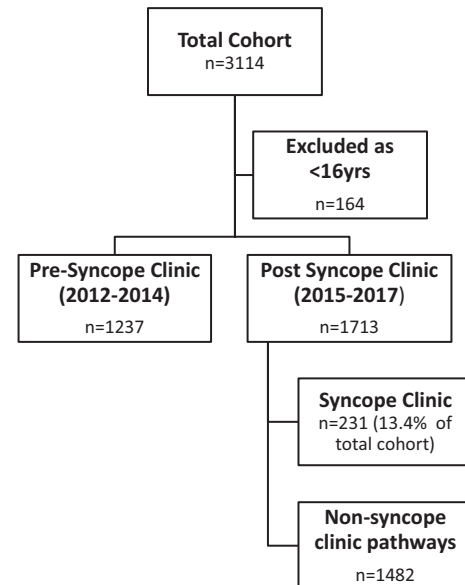 Total Cohort
n=3114
Excluded as
<16yrs
n=164
Pre-Syncope Clinic
(2012-2014)
n=1237
Post Syncope Clinic
(2015-2017)
n=1713
Syncope Clinic
n=231 (13.4% of
total cohort)
Non-syncope
clinic pathways
n=1482